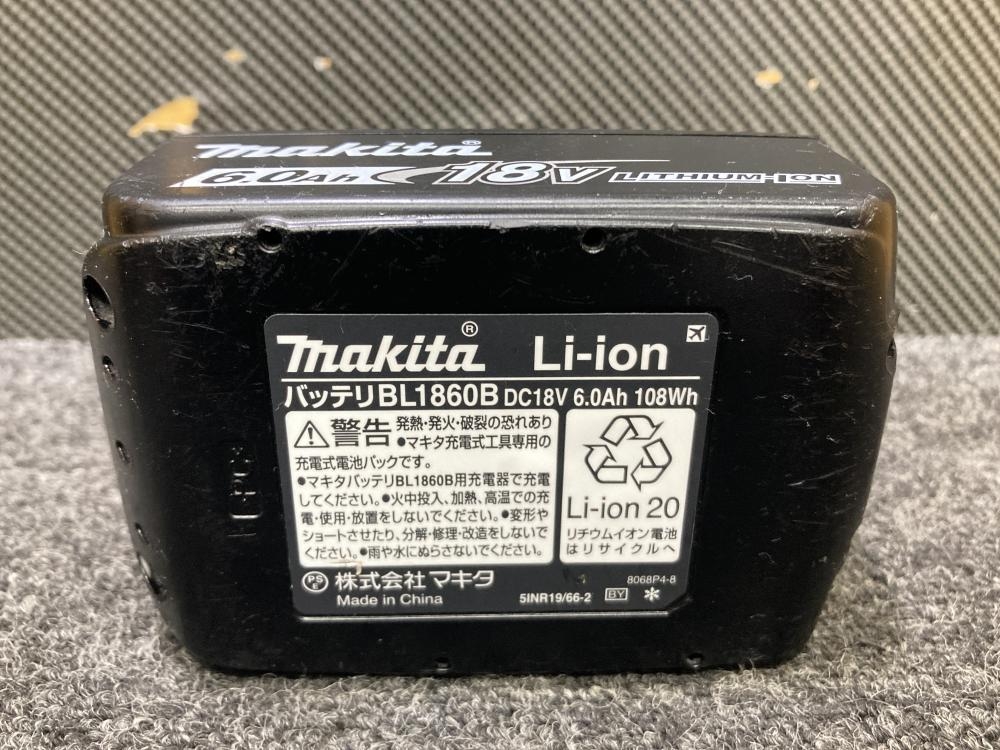 makita®
6.0Ah 18V LITHIUM-ION
makita® Li-ion
バッテリBL1860B DC18V 6.0Ah 108Wh
警告 発熱・発火・破裂の恐れあり
●マキタ充電式工具専用の
充電式電池パックです。
●マキタバッテリBL1860B用充電器で充電
してください。●火中投入、加熱、高温での充
電・使用・放置をしないでください。●変形や
ショートさせたり、分解・修理・改造をしないで
ください。●雨や水にぬらさないでください。
Li-ion 20
リチウムイオン電池
はリサイクルへ
PSE 株式会社マキタ
Made in China
8068P4-8
5INR19/66-2 BY *